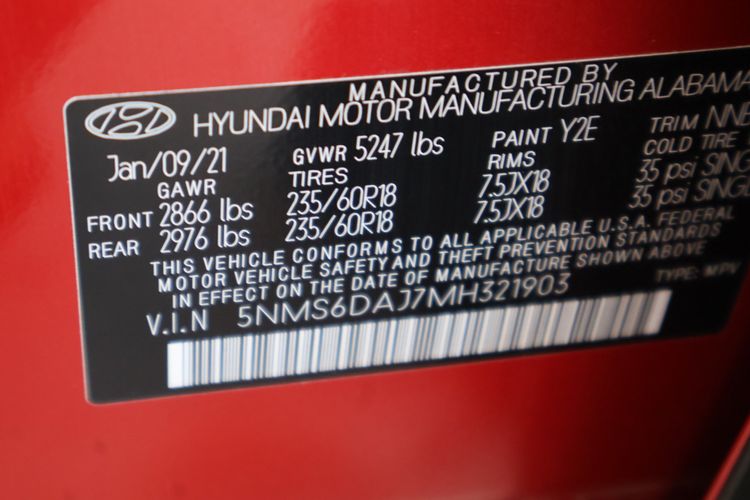 MANUFACTURED BY
HYUNDAI MOTOR MANUFACTURING ALABAMA
Jan/09/21 GVWR 5247 lbs PAINT Y2E TRIM
GAWR TIRES RIMS COLD TIRE
FRONT 2866 lbs 235/60R18 7.5JX18 35 psi
REAR 2976 lbs 235/60R18 7.5JX18 35 psi
THIS VEHICLE CONFORMS TO ALL APPLICABLE U.S.A. FEDERAL
MOTOR VEHICLE SAFETY AND THEFT PREVENTION STANDARDS
IN EFFECT ON THE DATE OF MANUFACTURE SHOWN ABOVE
V.I.N 5NMS6DAJ7MH321903 TYPE: MPV